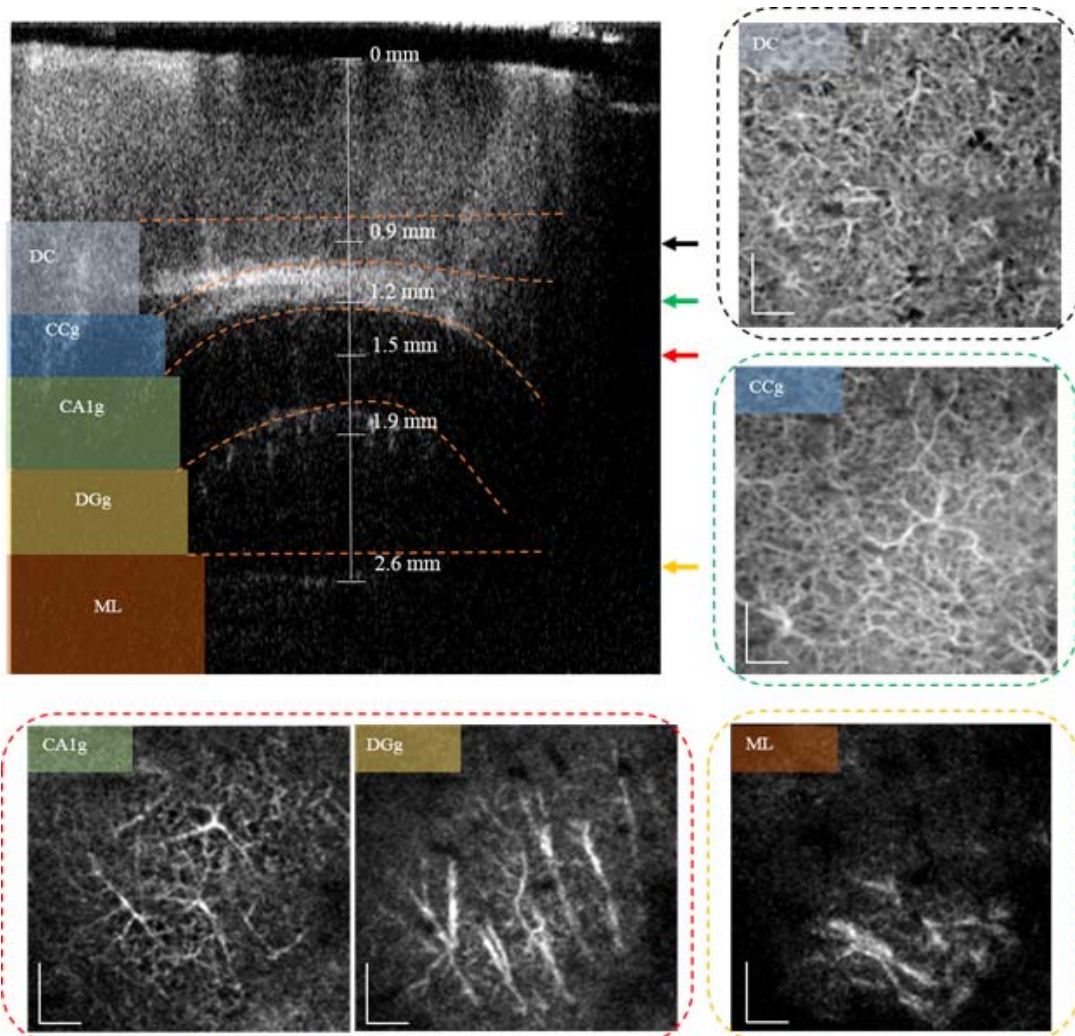 0 mm
DC
0.9 mm
DC
1.2 mm
CCg
1.5 mm
CCg
CA1g
1.9 mm
DGg
2.6 mm
ML
CA1g
DGg
ML